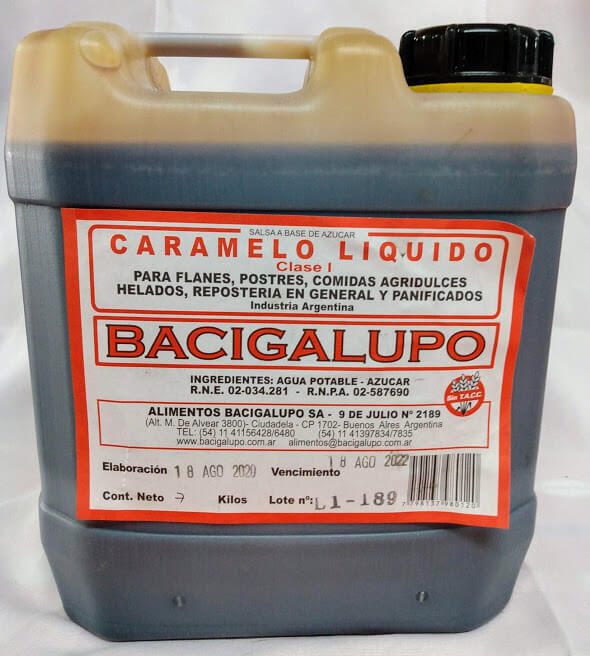 SALSA A BASE DE AZUCAR
CARAMELO LIQUIDO
Clase I
PARA FLANES, POSTRES, COMIDAS AGRIDULCES
HELADOS, REPOSTERIA EN GENERAL Y PANIFICADOS
Industria Argentina
BACIGALUPO
INGREDIENTES: AGUA POTABLE - AZUCAR
R.N.E. 02-034.281 - R.N.P.A. 02-587690
Sin T.A.C.C.
ALIMENTOS BACIGALUPO SA - 9 DE JULIO Nº 2189
(Alt. M. De Alvear 3800)- Ciudadela - CP 1702- Buenos Aires Argentina
TEL: (54) 11 41156428/6480 (54) 11 41397834/7835
www.bacigalupo.com.ar alimentos@bacigalupo.com.ar
Elaboración 18 AGO 2020 Vencimiento 18 AGO 2022
Cont. Neto 7 Kilos Lote nº: L1-189
7 798137 980120